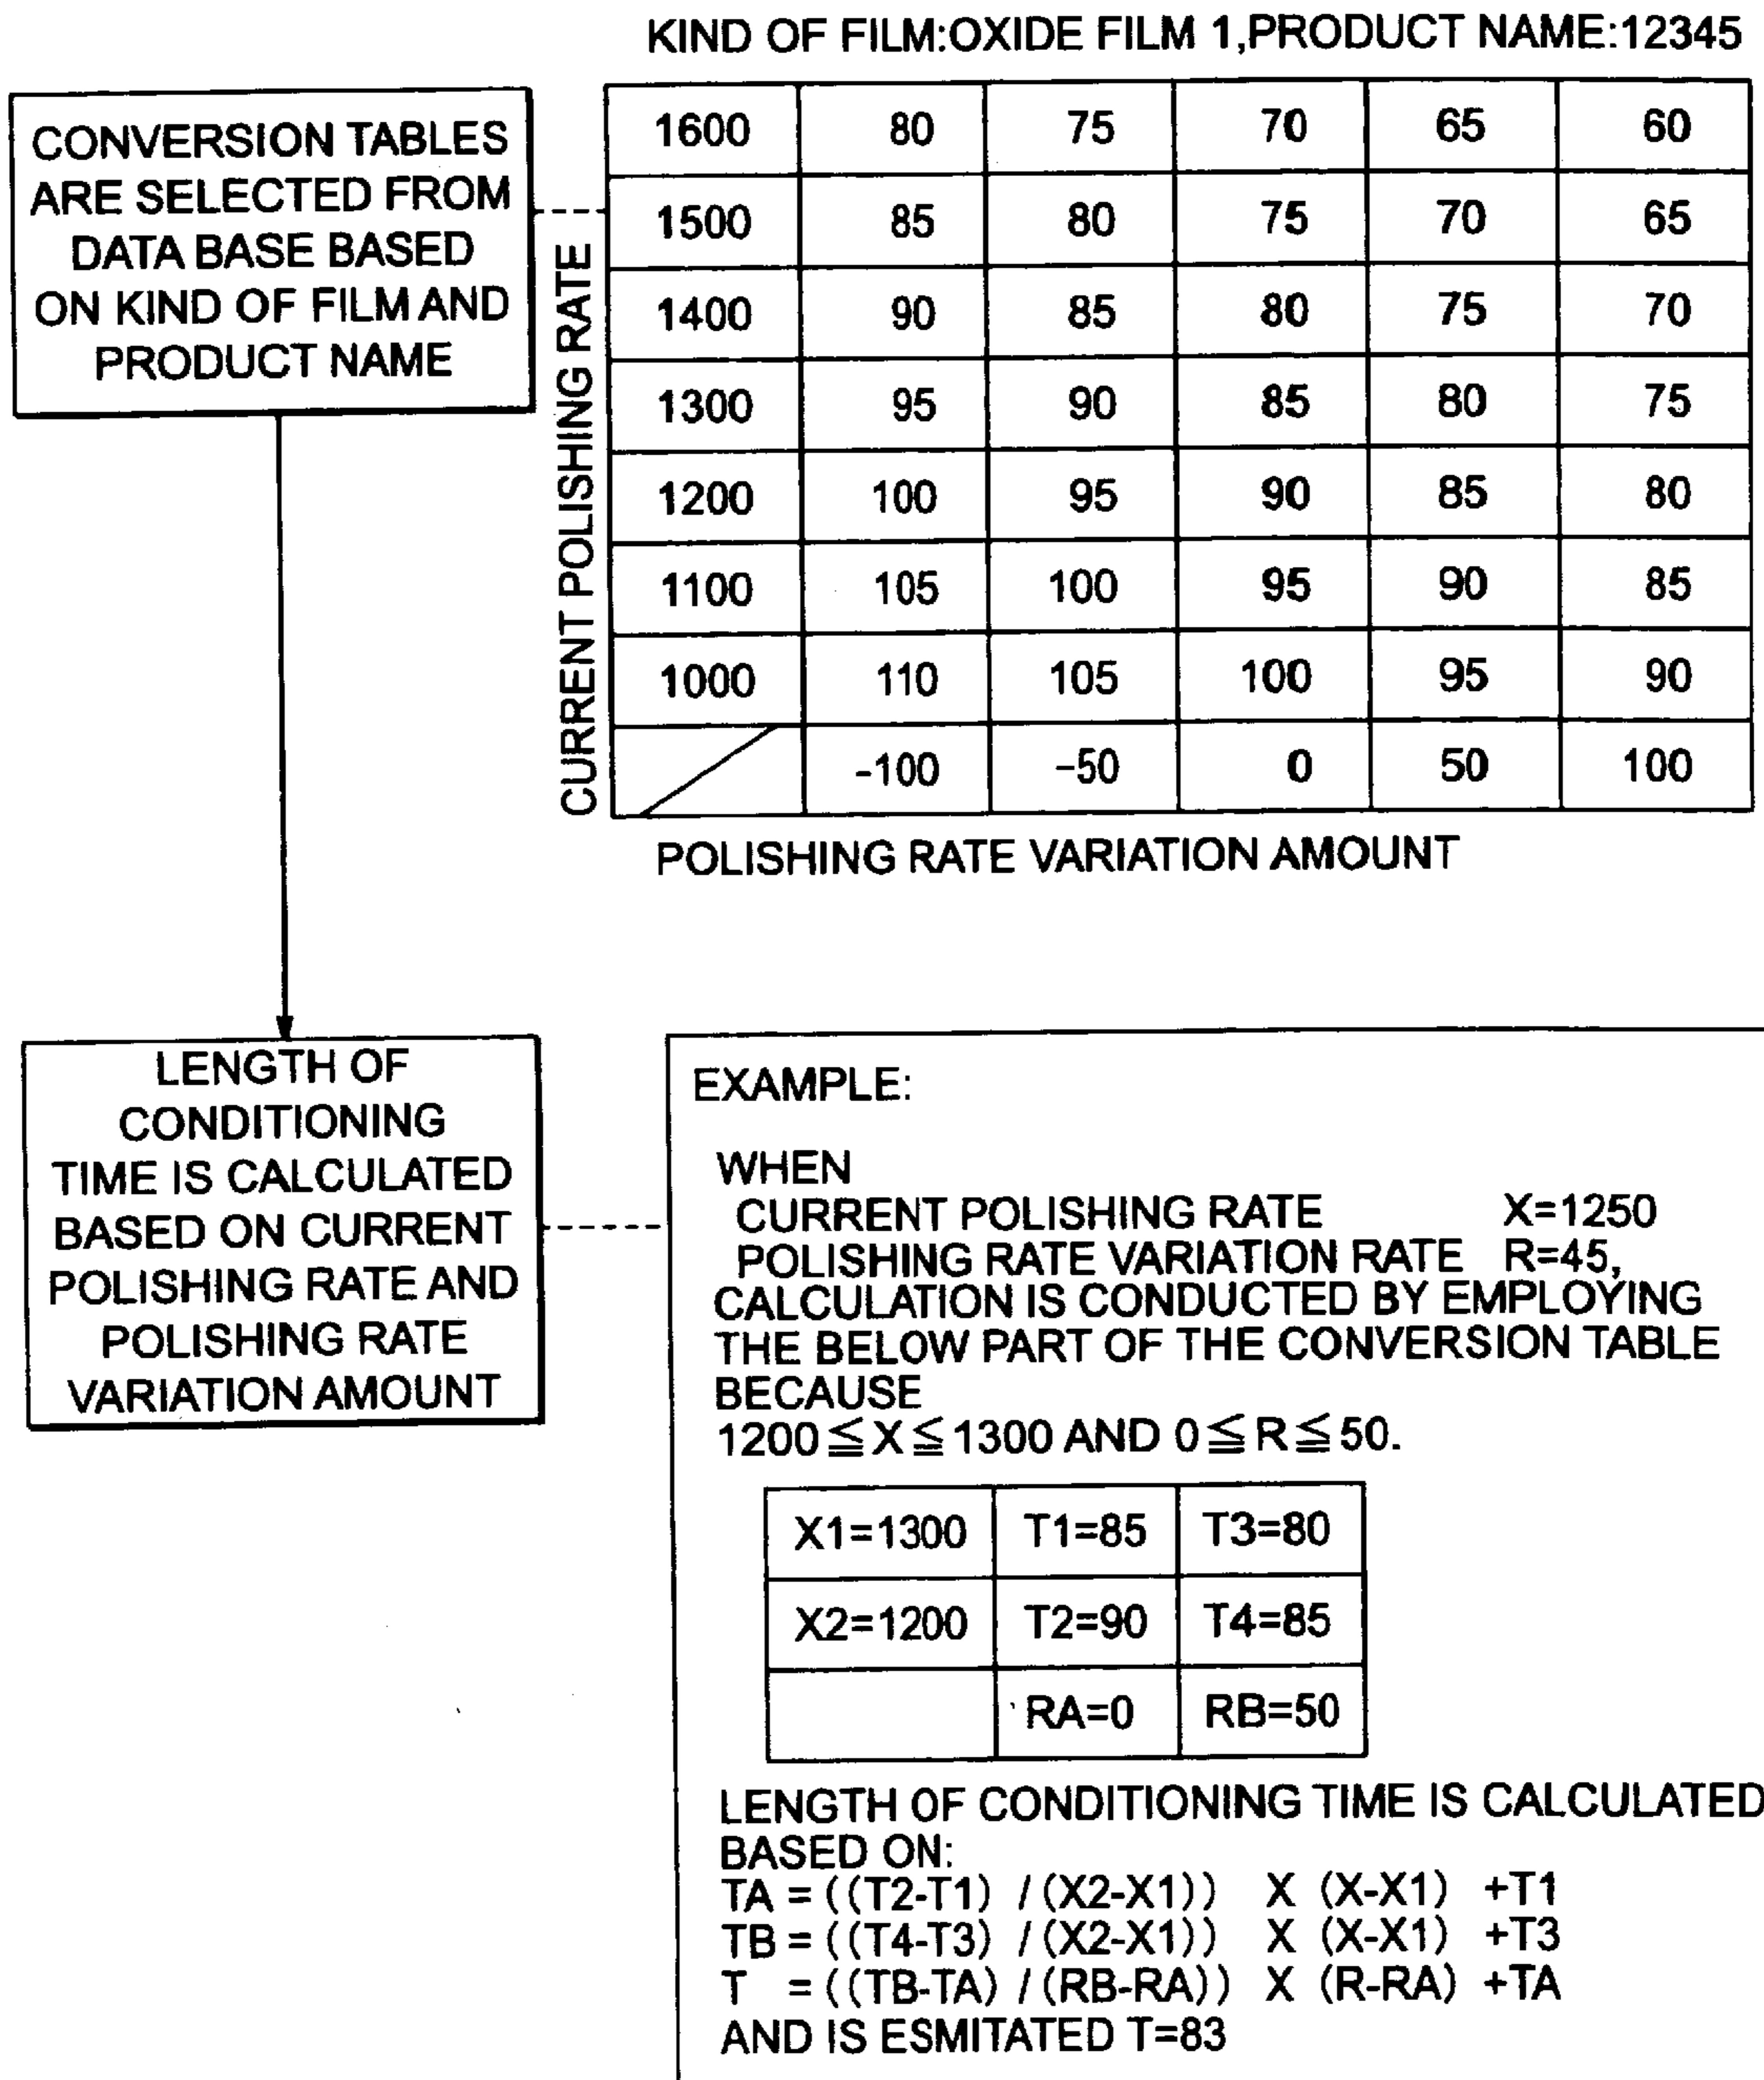 KIND OF FILM:OXIDE FILM 1,PRODUCT NAME:12345
CONVERSION TABLES
ARE SELECTED FROM
DATA BASE BASED
ON KIND OF FILM AND
PRODUCT NAME
CURRENT POLISHING RATE
1600 80 75 70 65 60
1500 85 80 75 70 65
1400 90 85 80 75 70
1300 95 90 85 80 75
1200 100 95 90 85 80
1100 105 100 95 90 85
1000 110 105 100 95 90
-100 -50 0 50 100
POLISHING RATE VARIATION AMOUNT
LENGTH OF
CONDITIONING
TIME IS CALCULATED
BASED ON CURRENT
POLISHING RATE AND
POLISHING RATE
VARIATION AMOUNT
EXAMPLE:
WHEN
CURRENT POLISHING RATE X=1250
POLISHING RATE VARIATION RATE R=45,
CALCULATION IS CONDUCTED BY EMPLOYING
THE BELOW PART OF THE CONVERSION TABLE
BECAUSE
1200≦X≦1300 AND 0≦R≦50.
X1=1300 T1=85 T3=80
X2=1200 T2=90 T4=85
RA=0 RB=50
LENGTH OF CONDITIONING TIME IS CALCULATED
BASED ON:
TA = ((T2-T1) / (X2-X1)) X (X-X1) +T1
TB = ((T4-T3) / (X2-X1)) X (X-X1) +T3
T = ((TB-TA) / (RB-RA)) X (R-RA) +TA
AND IS ESMITATED T=83